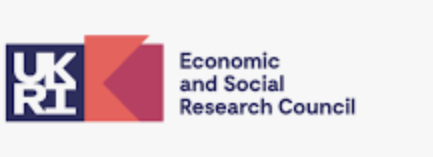 UK
RI
Economic
and Social
Research Council